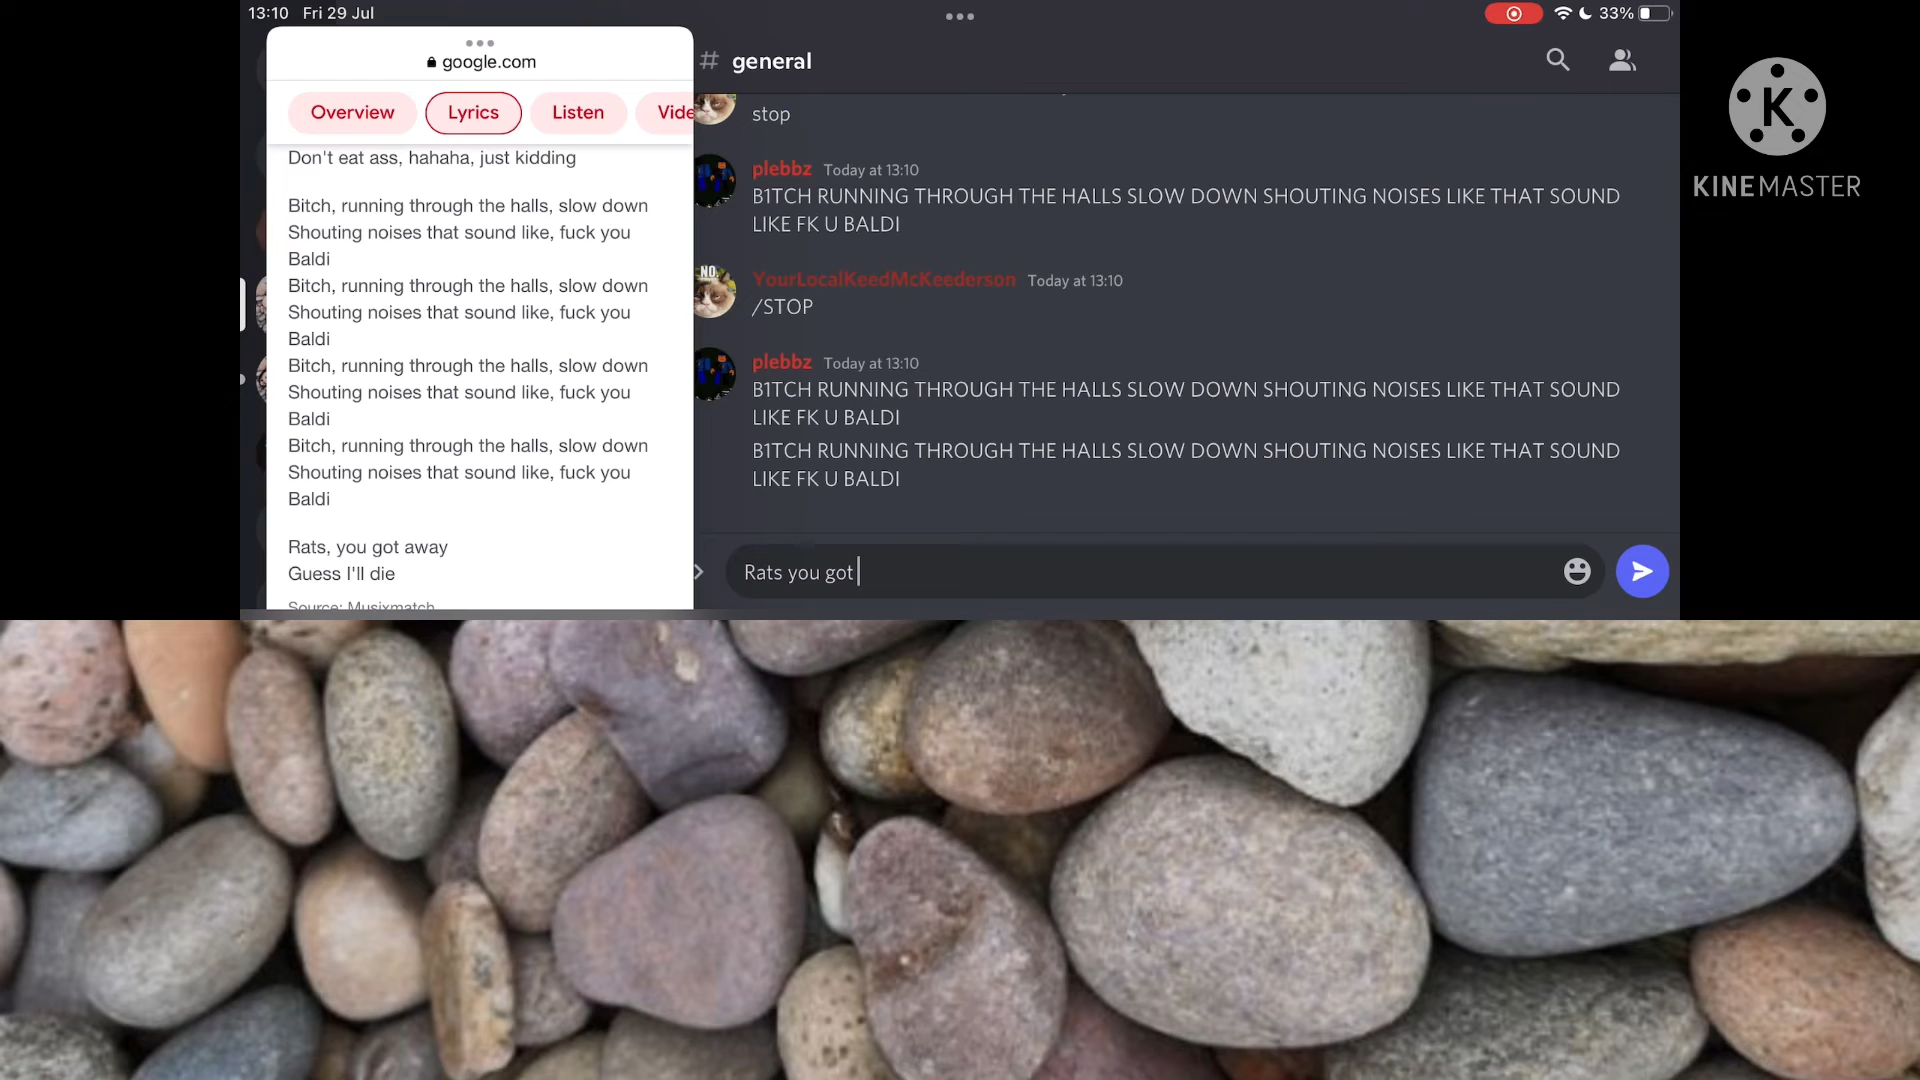 13:10 Fri 29 Jul
33%
google.com
Overview Lyrics Listen Vide
Don't eat ass, hahaha, just kidding
Bitch, running through the halls, slow down
Shouting noises that sound like, fuck you
Baldi
Bitch, running through the halls, slow down
Shouting noises that sound like, fuck you
Baldi
Bitch, running through the halls, slow down
Shouting noises that sound like, fuck you
Baldi
Bitch, running through the halls, slow down
Shouting noises that sound like, fuck you
Baldi
Rats, you got away
Guess I'll die
Source: Musixmatch
# general
stop
plebbz Today at 13:10
B1TCH RUNNING THROUGH THE HALLS SLOW DOWN SHOUTING NOISES LIKE THAT SOUND
LIKE FK U BALDI
NO.
YourLocalKeedMcKeederson Today at 13:10
/STOP
plebbz Today at 13:10
B1TCH RUNNING THROUGH THE HALLS SLOW DOWN SHOUTING NOISES LIKE THAT SOUND
LIKE FK U BALDI
B1TCH RUNNING THROUGH THE HALLS SLOW DOWN SHOUTING NOISES LIKE THAT SOUND
LIKE FK U BALDI
Rats you got
K
KINEMASTER